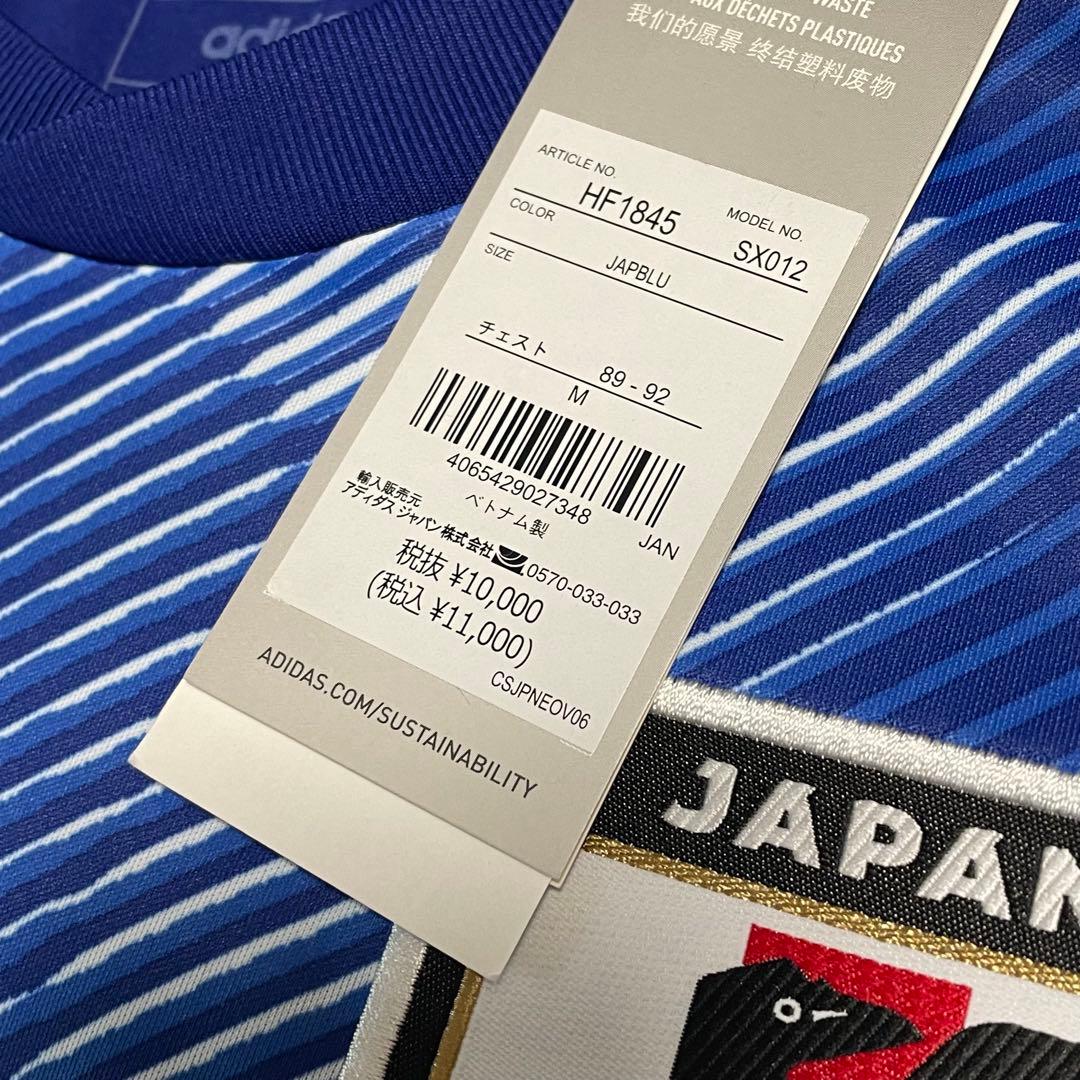 WASTE
AUX DÉCHETS PLASTIQUES
我们的愿景 终结塑料废物
ARTICLE NO.
HF1845
MODEL NO.
SX012
COLOR
JAPBLU
SIZE
チェスト 89 - 92
M
4065429027348
JAN
ベトナム製
輸入販売元
アディダス ジャパン株式会社 0570-033-033
税抜 ¥10,000
(税込 ¥11,000)
CSJPNEOV06
ADIDAS.COM/SUSTAINABILITY
JAPAN